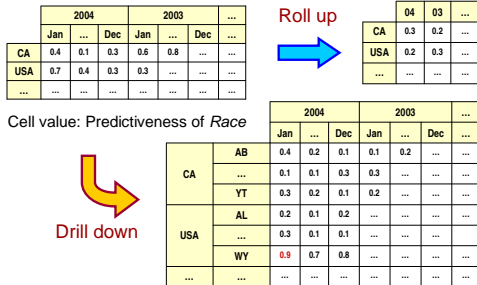 2004 2003 ...
Jan ... Dec Jan ... Dec ...
CA 0.4 0.1 0.3 0.6 0.8 ... ...
USA 0.7 0.4 0.3 0.3 ... ... ...
... ... ... ... ... ... ... ...
Roll up
04 03 ...
CA 0.3 0.2 ...
USA 0.2 0.3 ...
... ... ... ...
Cell value: Predictiveness of Race
Drill down
2004 2003 ...
Jan ... Dec Jan ... Dec ...
CA AB 0.4 0.2 0.1 0.1 0.2 ... ...
... 0.1 0.1 0.3 0.3 ... ... ...
YT 0.3 0.2 0.1 0.2 ... ... ...
USA AL 0.2 0.1 0.2 ... ... ... ...
... 0.3 0.1 0.1 ... ... ... ...
WY 0.9 0.7 0.8 ... ... ... ...
... ... ... ... ... ... ... ... ...